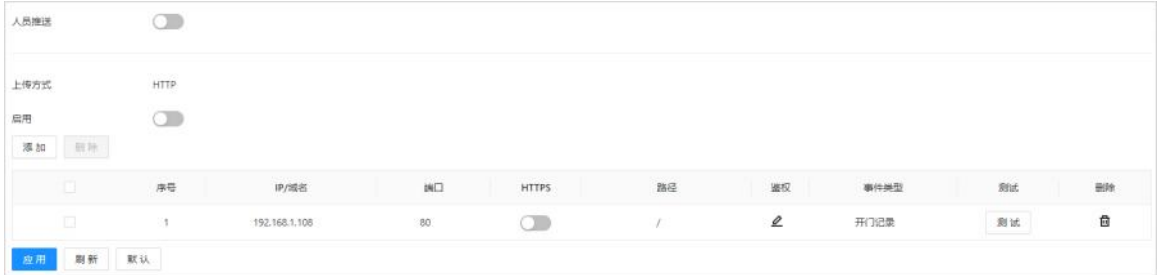 人员推送
上传方式 HTTP
启用
添加 删除
序号 IP/域名 端口 HTTPS 路径 鉴权 事件类型 测试 删除
1 192.168.1.108 80 / 开门记录 测试
应用 刷新 默认